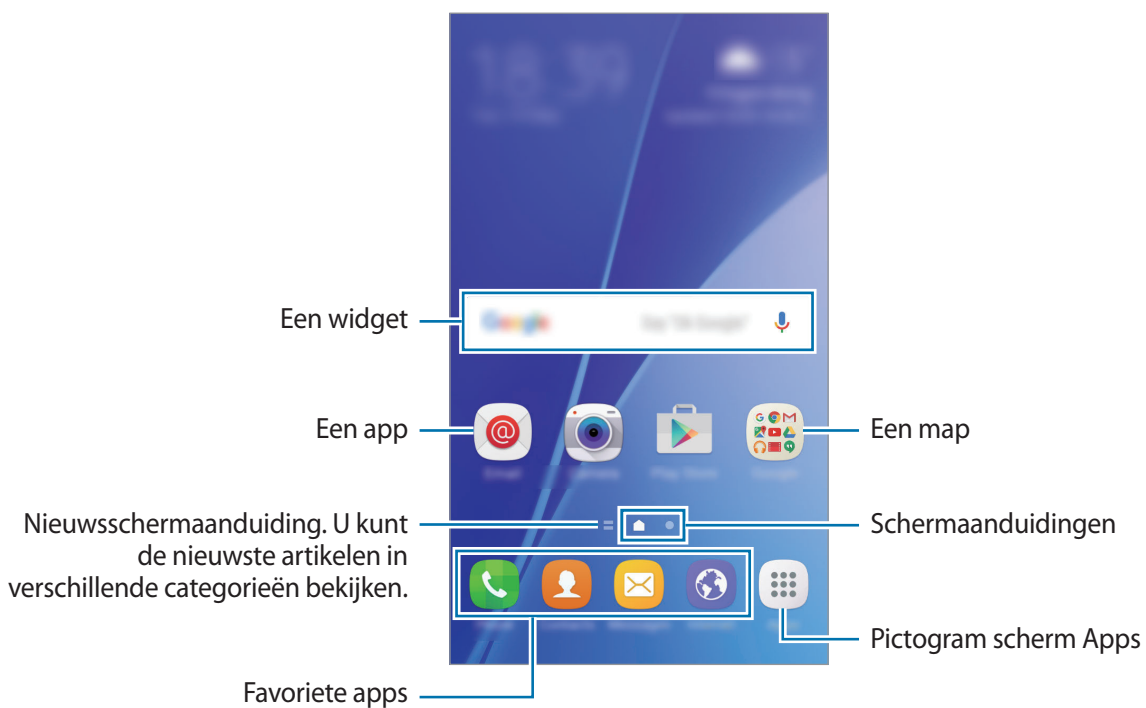 Een widget
Een app
Een map
Nieuwsschermaanduiding. U kunt
de nieuwste artikelen in
verschillende categorieën bekijken.
Schermaanduidingen
Pictogram scherm Apps
Favoriete apps
Google